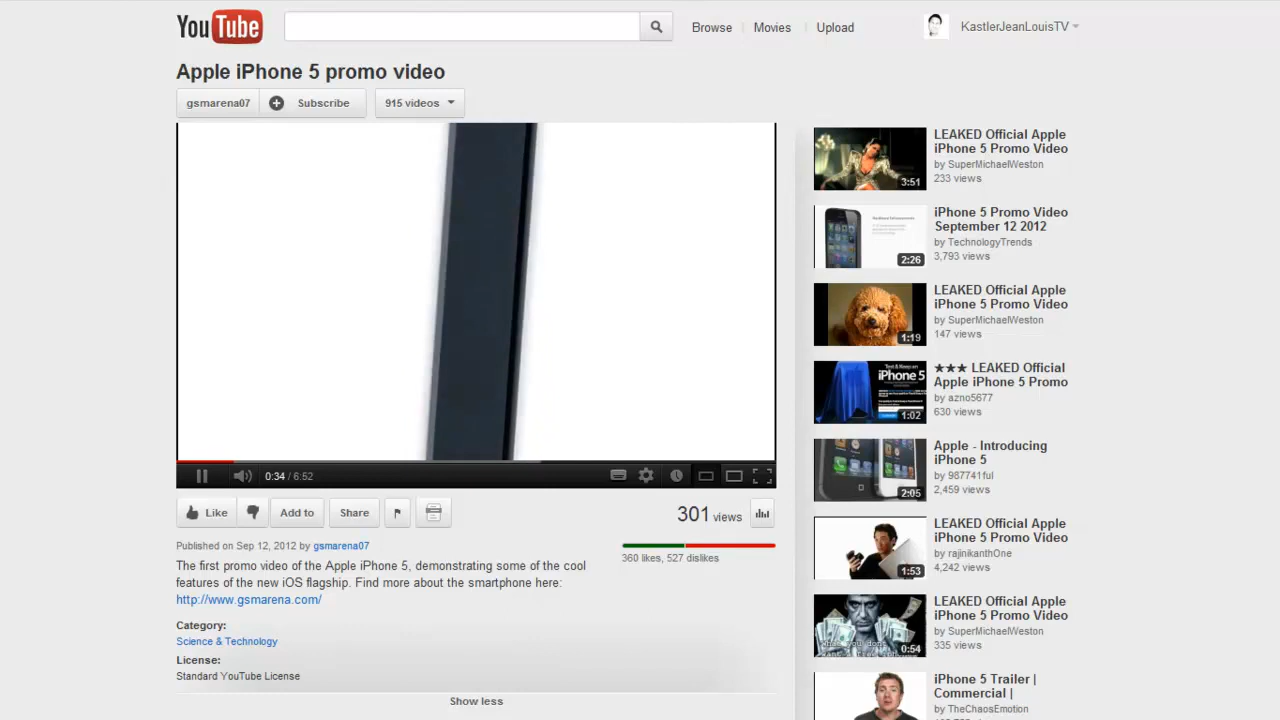 YouTube
Browse
Movies
Upload
KastlerJeanLouisTV
Apple iPhone 5 promo video
gsmarena07
Subscribe
915 videos
0:34 / 6:52
Like
Add to
Share
301 views
Published on Sep 12, 2012 by gsmarena07
360 likes, 527 dislikes
The first promo video of the Apple iPhone 5, demonstrating some of the cool
features of the new iOS flagship. Find more about the smartphone here:
http://www.gsmarena.com/
Category:
Science & Technology
License:
Standard YouTube License
Show less
3:51
LEAKED Official Apple
iPhone 5 Promo Video
by SuperMichaelWeston
233 views
2:26
iPhone 5 Promo Video
September 12 2012
by TechnologyTrends
3,793 views
1:19
LEAKED Official Apple
iPhone 5 Promo Video
by SuperMichaelWeston
147 views
iPhone 5
1:02
★★★ LEAKED Official
Apple iPhone 5 Promo
by azno5677
630 views
2:05
Apple - Introducing
iPhone 5
by 987741ful
2,459 views
1:53
LEAKED Official Apple
iPhone 5 Promo Video
by rajinikanthOne
4,242 views
0:54
LEAKED Official Apple
iPhone 5 Promo Video
by SuperMichaelWeston
335 views
iPhone 5 Trailer |
Commercial |
by TheChaosEmotion